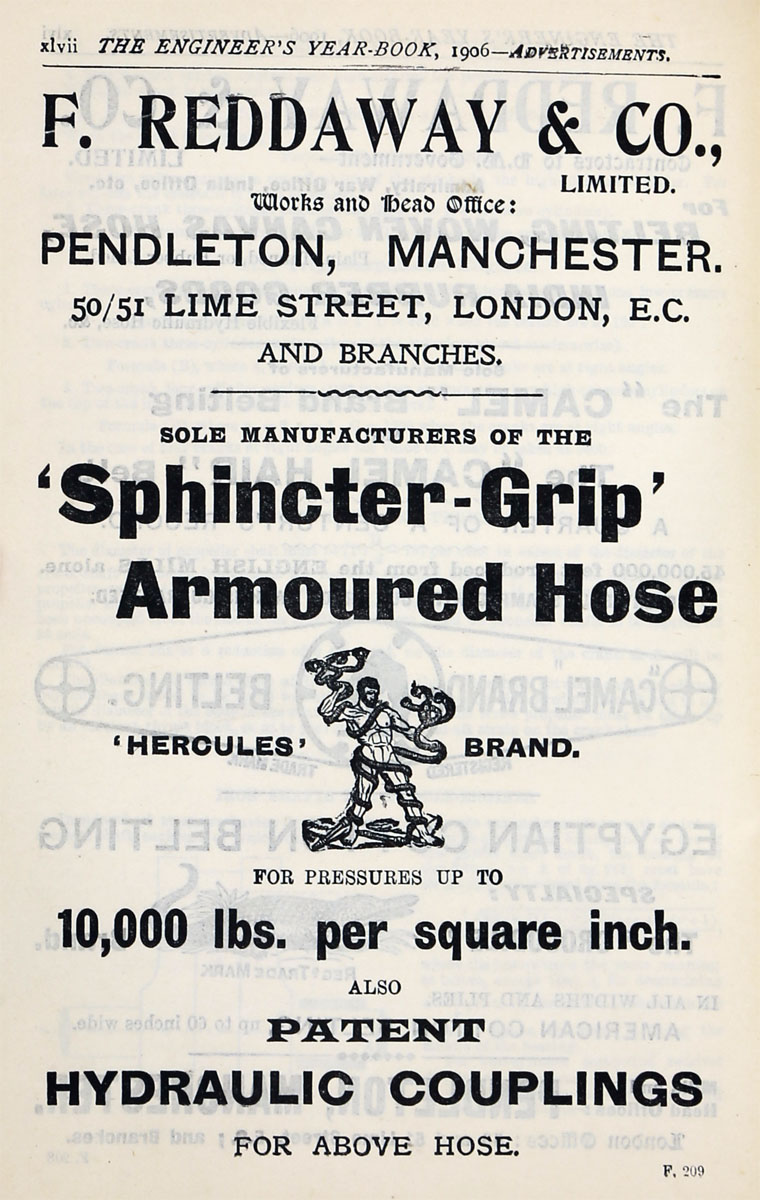 xlvii THE ENGINEER'S YEAR-BOOK, 1906—ADVERTISEMENTS.
F. REDDAWAY & CO.,
LIMITED.
Works and Head Office:
PENDLETON, MANCHESTER.
50/51 LIME STREET, LONDON, E.C.
AND BRANCHES.
SOLE MANUFACTURERS OF THE
‘Sphincter-Grip’
Armoured Hose
‘HERCULES’ BRAND.
FOR PRESSURES UP TO
10,000 lbs. per square inch.
ALSO
PATENT
HYDRAULIC COUPLINGS
FOR ABOVE HOSE.
F. 209